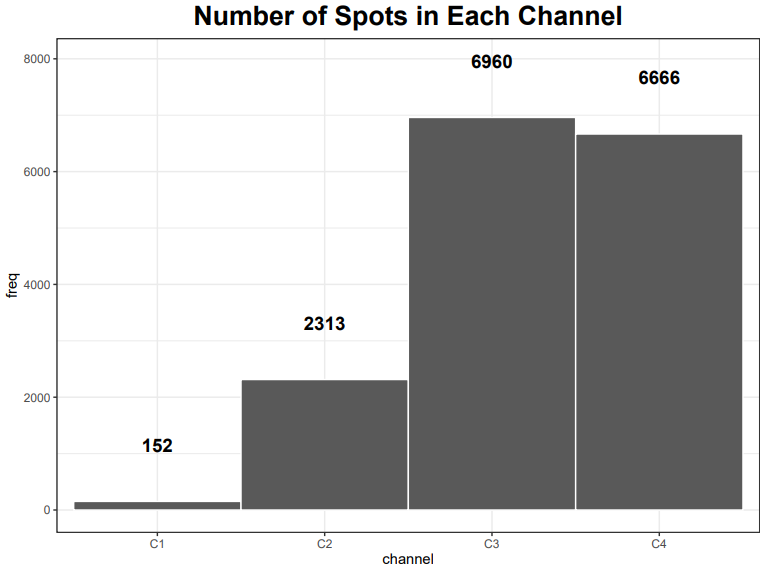 Number of Spots in Each Channel
8000
6000
4000
2000
0
freq
152
2313
6960
6666
C1
C2
C3
C4
channel